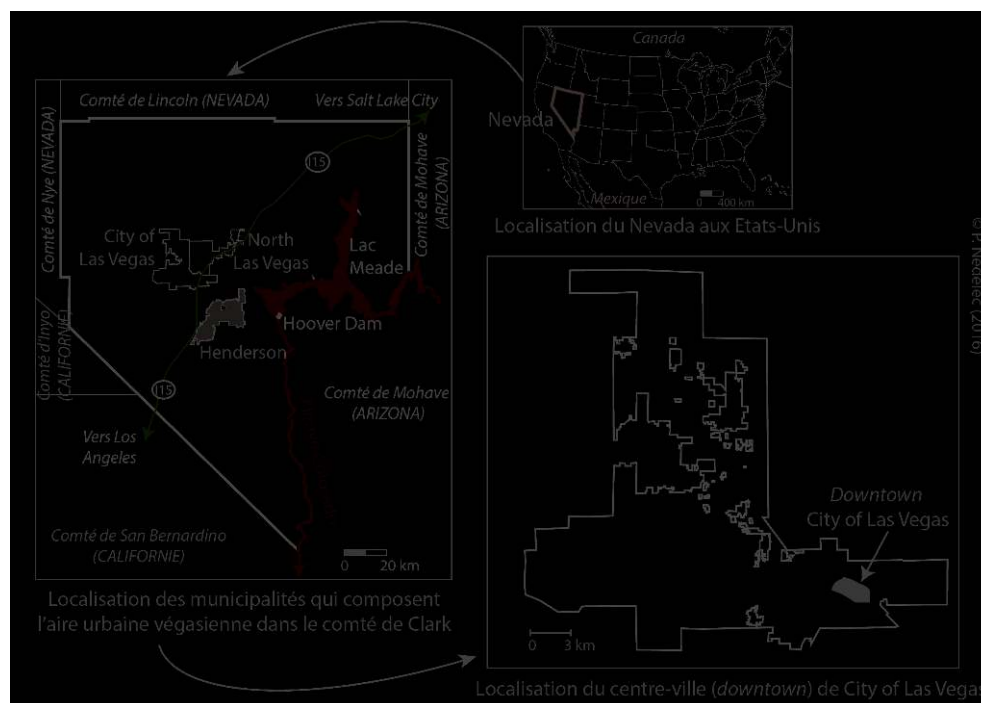 Canada
Nevada
Mexique
0 400 km
Localisation du Nevada aux Etats-Unis
Comté de Lincoln (NEVADA)
Vers Salt Lake City
Comté de Nye (NEVADA)
Comté de Mohave
(ARIZONA)
I15
City of
Las Vegas
North
Las Vegas
Lac
Meade
Hoover Dam
Henderson
Comté d'Inyo
(CALIFORNIE)
I15
Comté de Mohave
(ARIZONA)
Vers Los
Angeles
Comté de San Bernardino
(CALIFORNIE)
0 20 km
Localisation des municipalités qui composent
l'aire urbaine végasienne dans le comté de Clark
© P. Nédélec (2016)
Downtown
City of Las Vegas
0 3 km
Localisation du centre-ville (downtown) de City of Las Vegas